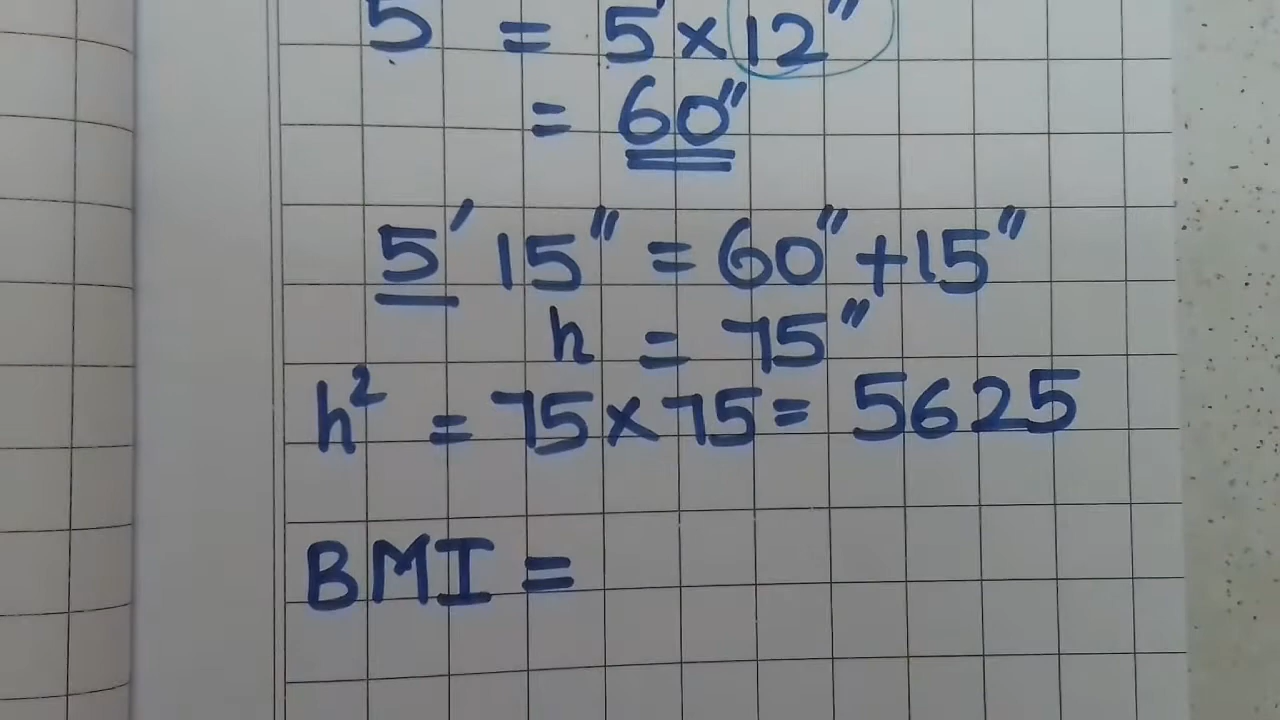 5 = 5 × 12"
= 60"
5' 15" = 60" + 15"
h = 75"
h² = 75 × 75 = 5625
BMI =